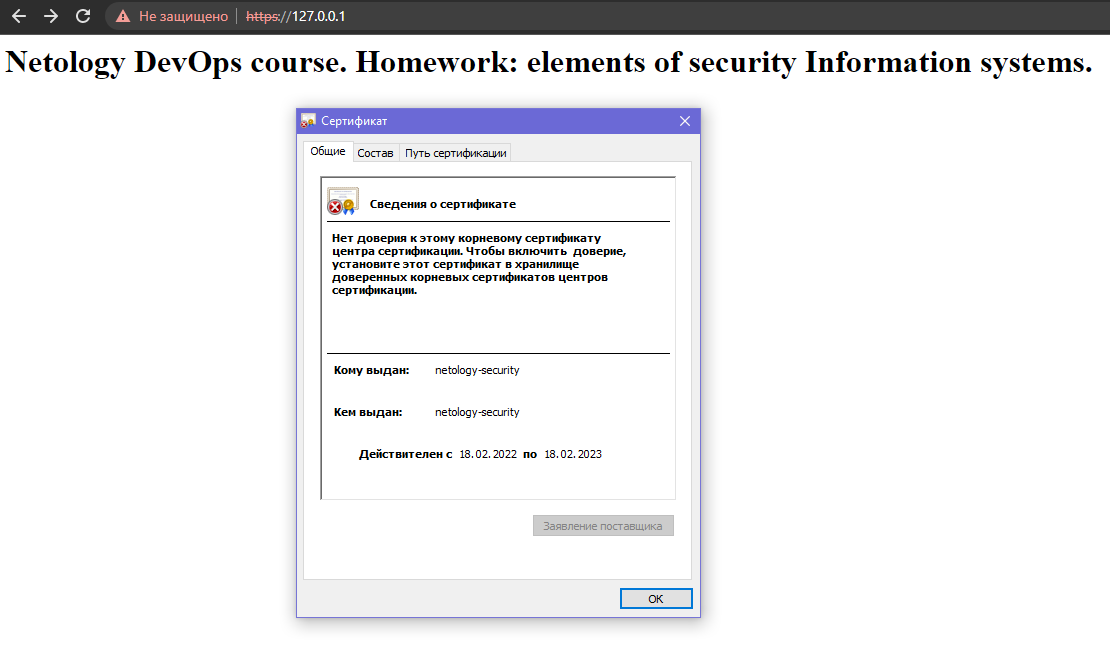 Не защищено https://127.0.0.1
Netology DevOps course. Homework: elements of security Information systems.
Сертификат
Общие Состав Путь сертификации
Сведения о сертификате
Нет доверия к этому корневому сертификату
центра сертификации. Чтобы включить доверие,
установите этот сертификат в хранилище
доверенных корневых сертификатов центров
сертификации.
Кому выдан: netology-security
Кем выдан: netology-security
Действителен с 18.02.2022 по 18.02.2023
Заявление поставщика
ОК